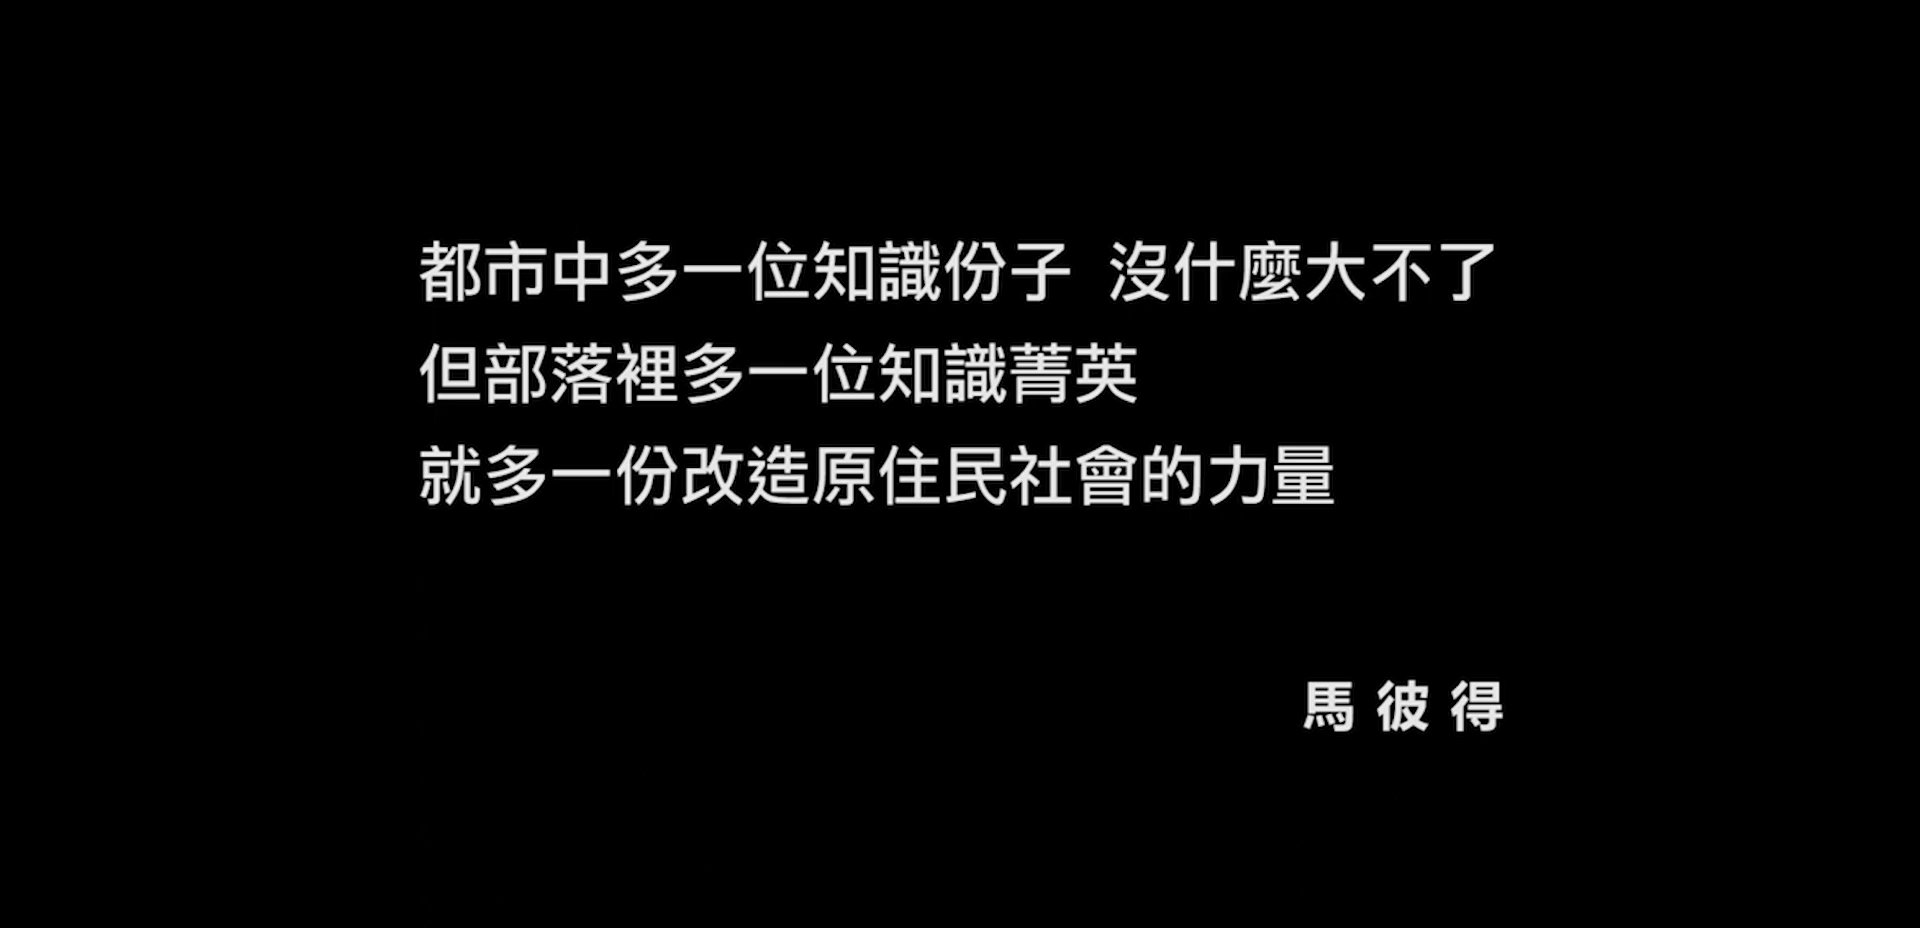 都市中多一位知識份子 沒什麼大不了
但部落裡多一位知識菁英
就多一份改造原住民社會的力量
馬彼得